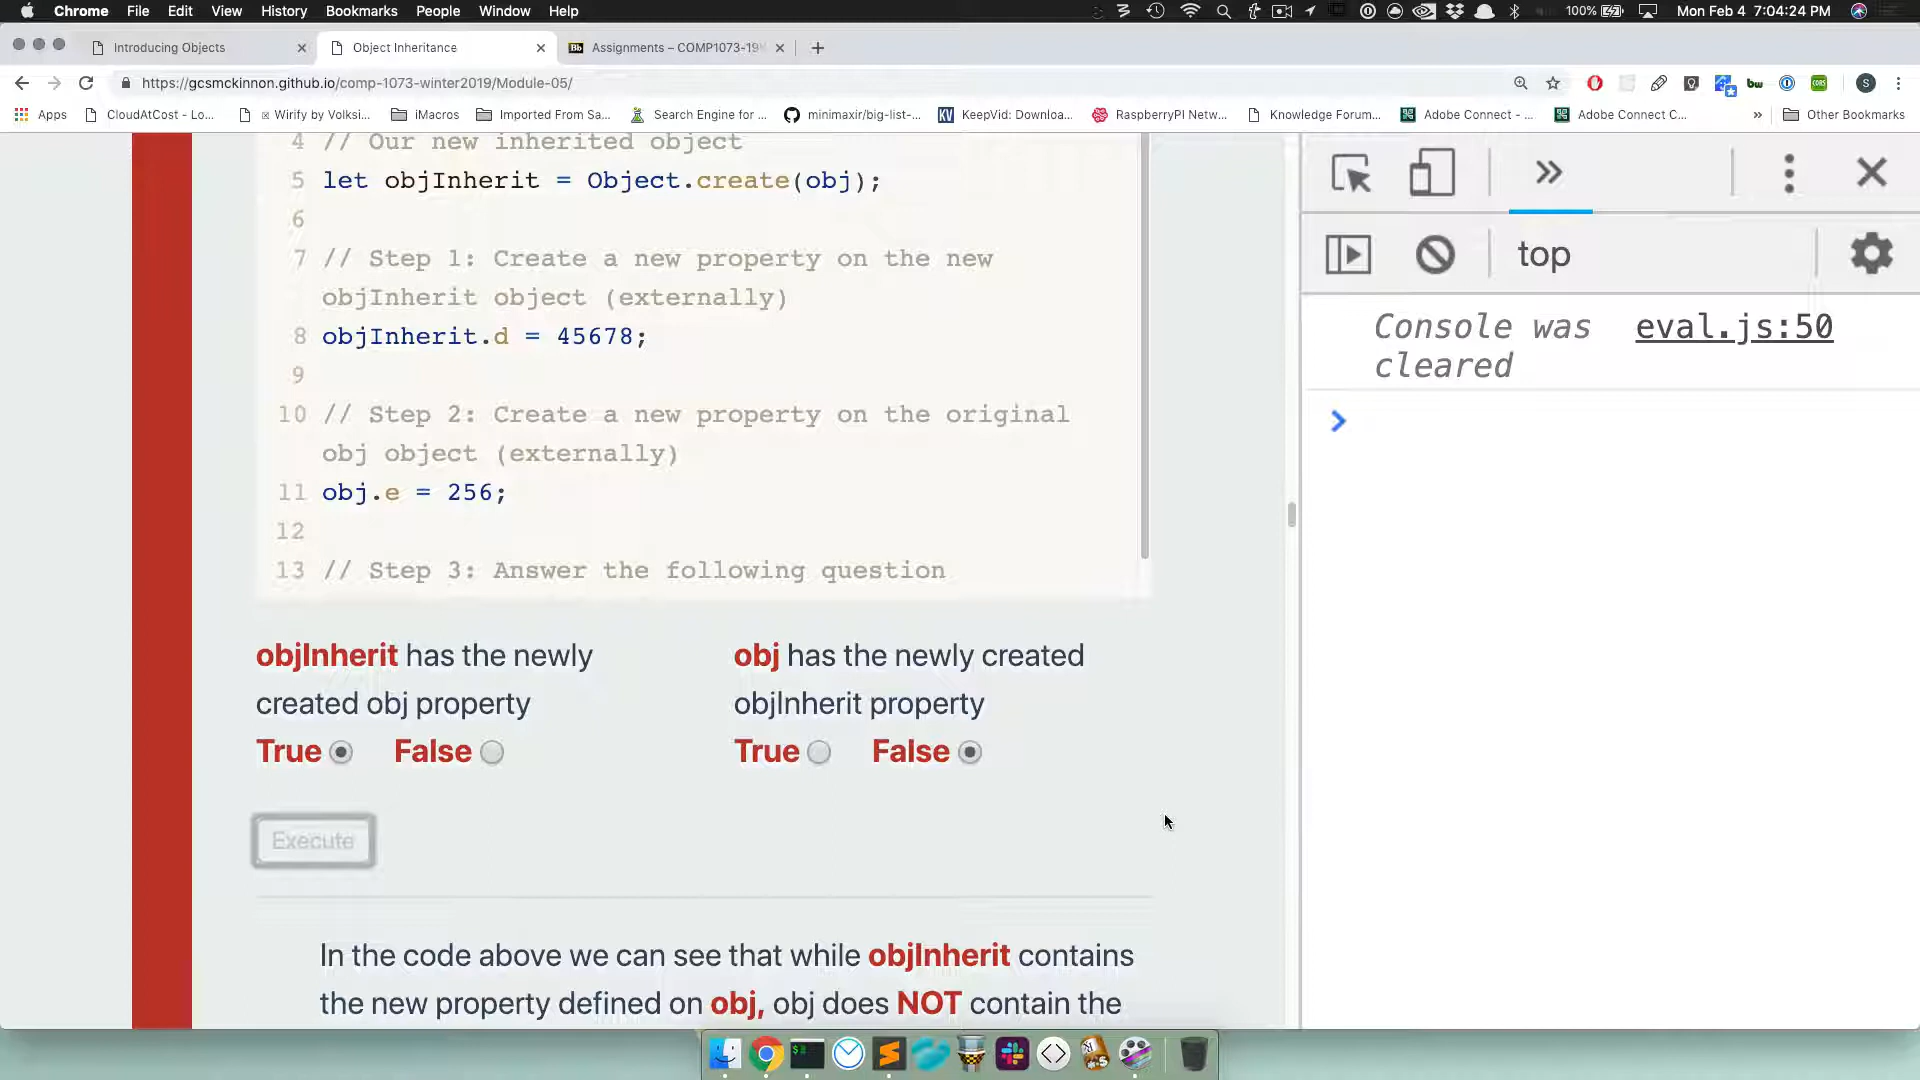 Chrome File Edit View History Bookmarks People Window Help 100% Mon Feb 4 7:04:24 PM
Introducing Objects Object Inheritance Bb Assignments – COMP1073-19
https://gcsmckinnon.github.io/comp-1073-winter2019/Module-05/
Apps CloudAtCost - Lo... Wirify by Volksi... iMacros Imported From Sa... Search Engine for ... minimaxir/big-list-... KV KeepVid: Downloa... RaspberryPI Netw... Knowledge Forum... Adobe Connect - ... Adobe Connect C... » Other Bookmarks
4 // Our new inherited object
5 let objInherit = Object.create(obj);
6
7 // Step 1: Create a new property on the new
objInherit object (externally)
8 objInherit.d = 45678;
9
10 // Step 2: Create a new property on the original
obj object (externally)
11 obj.e = 256;
12
13 // Step 3: Answer the following question
objInherit has the newly
created obj property
True False
obj has the newly created
objInherit property
True False
Execute
In the code above we can see that while objInherit contains
the new property defined on obj, obj does NOT contain the
top
Console was eval.js:50
cleared